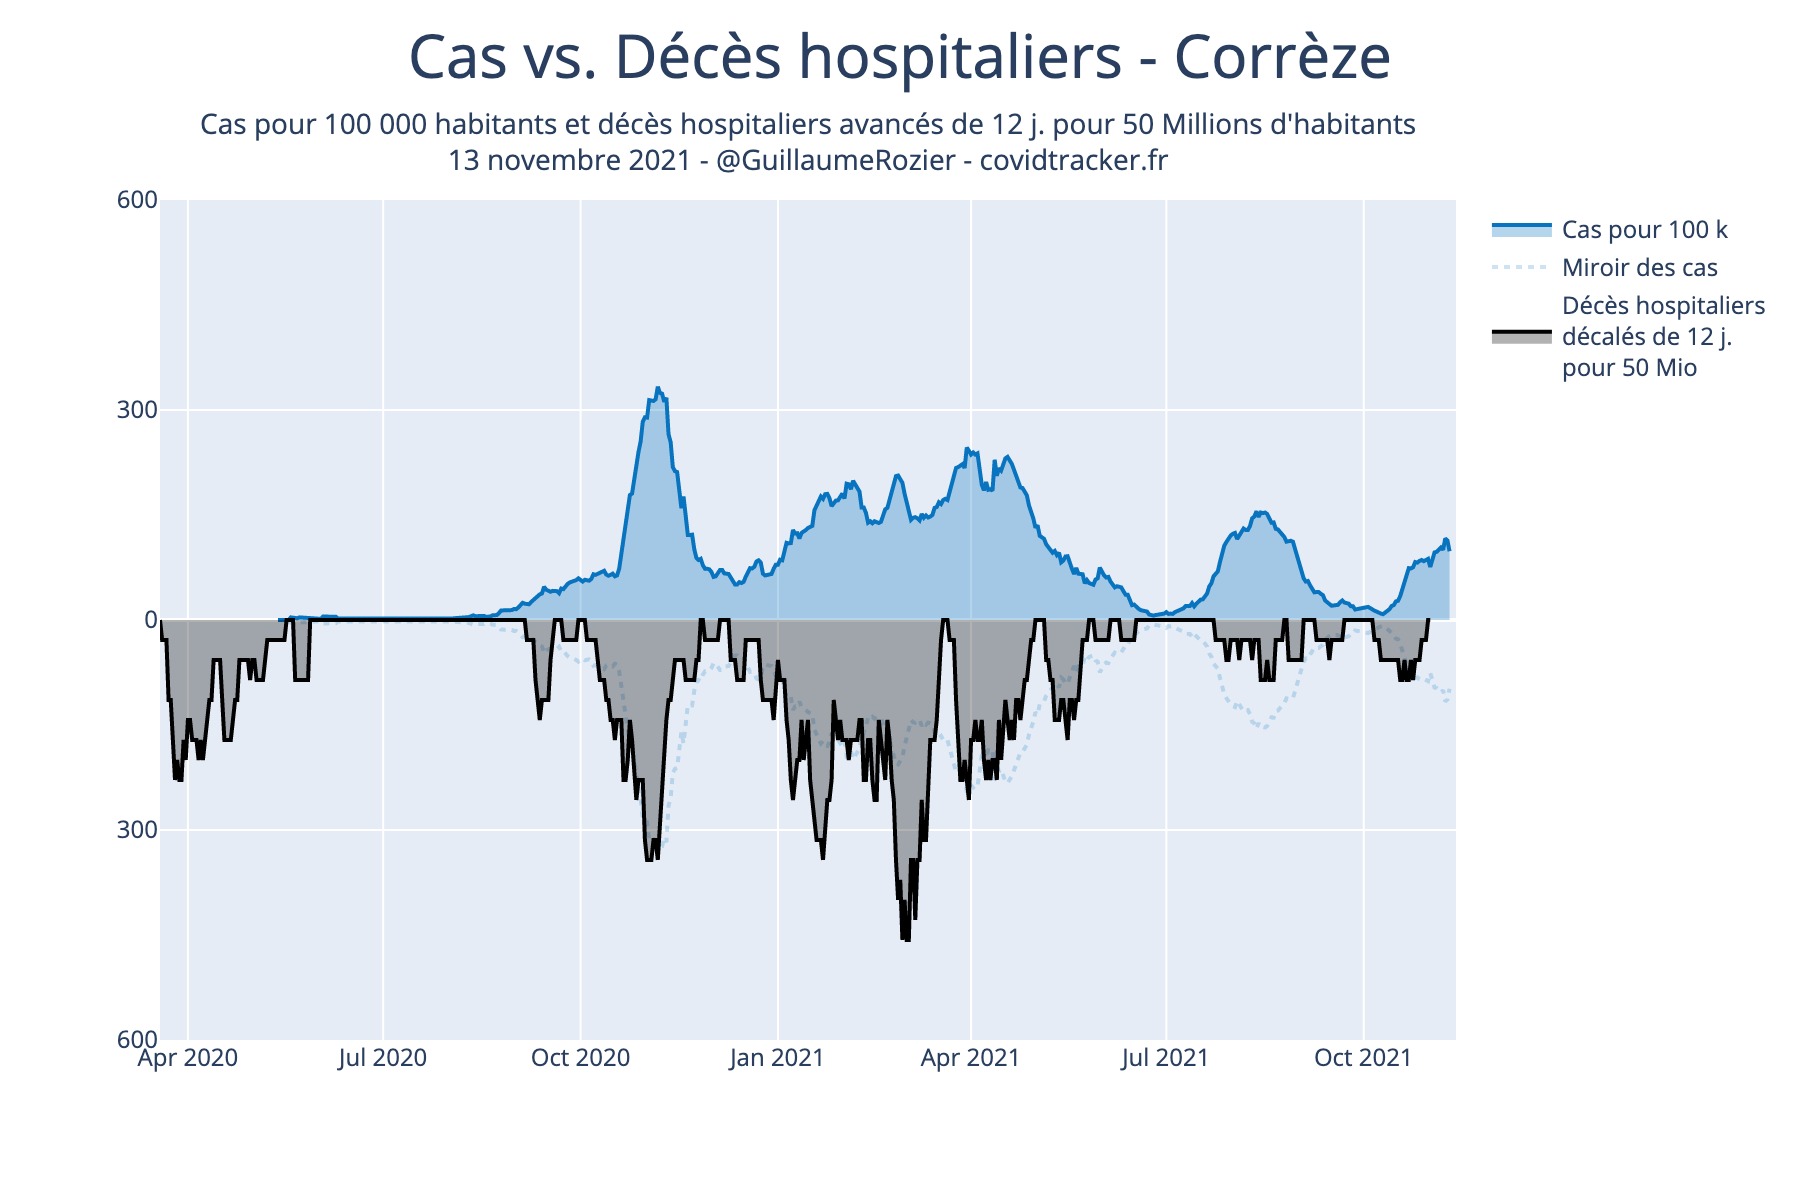 Cas vs. Décès hospitaliers - Corrèze
Cas pour 100 000 habitants et décès hospitaliers avancés de 12 j. pour 50 Millions d'habitants
13 novembre 2021 - @GuillaumeRozier - covidtracker.fr
600
300
0
300
600
Apr 2020
Jul 2020
Oct 2020
Jan 2021
Apr 2021
Jul 2021
Oct 2021
Cas pour 100 k
Miroir des cas
Décès hospitaliers
décalés de 12 j.
pour 50 Mio